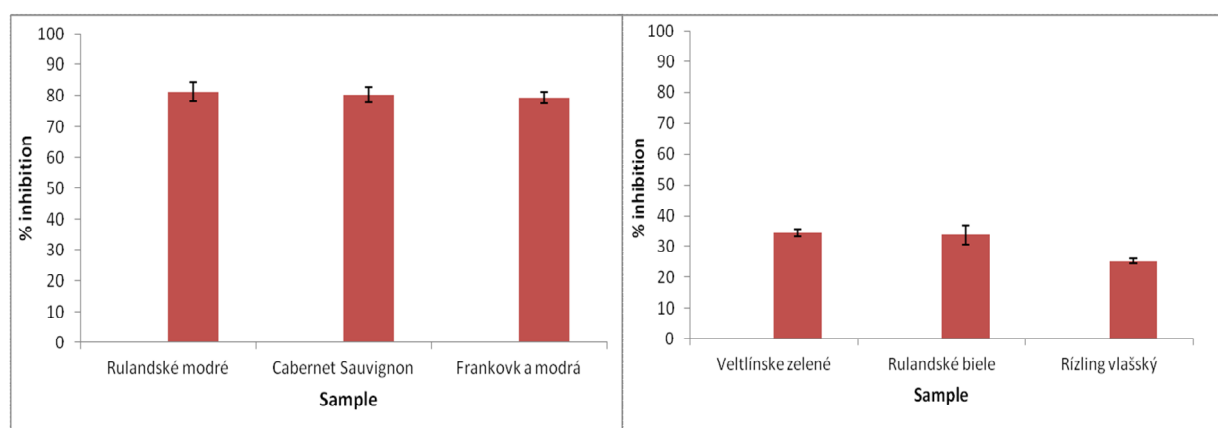 100
90
80
70
60
50
40
30
20
10
0
% inhibition
Rulandské modré
Cabernet Sauvignon
Frankovk a modrá
Sample
100
90
80
70
60
50
40
30
20
10
0
% inhibition
Veltlínske zelené
Rulandské biele
Rízling vlašský
Sample